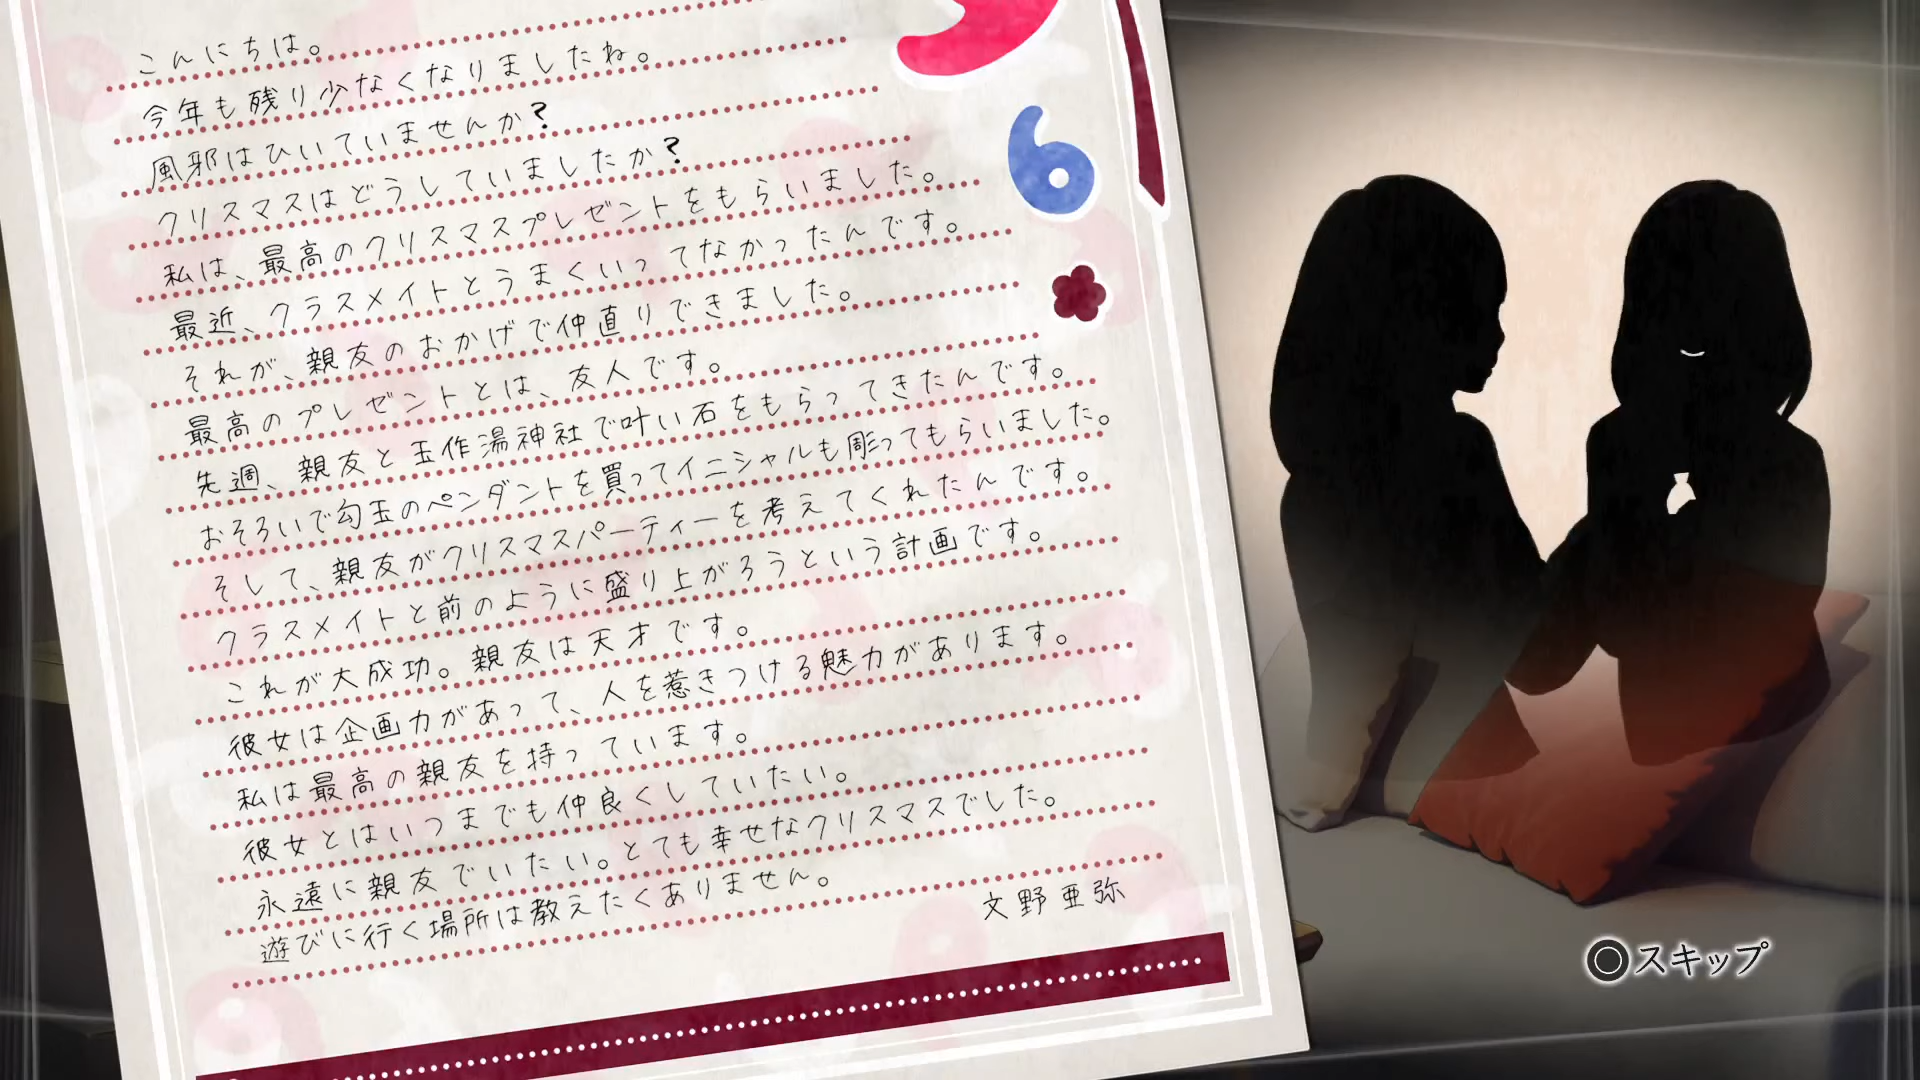 こんにちは。
今年も残り少なくなりましたね。
風邪はひいていませんか?
クリスマスはどうしていましたか?
私は、最高のクリスマスプレゼントをもらいました。
最近、クラスメイトとうまくいってなかったんです。
それが、親友のおかげで仲直りできました。
最高のプレゼントとは、友人です。
先週、親友と玉作湯神社で叶い石をもらってきたんです。
おそろいで勾玉のペンダントを買ってイニシャルも彫ってもらいました。
そして、親友がクリスマスパーティーを考えてくれたんです。
クラスメイトと前のように盛り上がろうという計画です。
これが大成功。親友は天才です。
彼女は企画力があって、人を惹きつける魅力があります。
私は最高の親友を持っています。
彼女とはいつまでも仲良くしていたい。
永遠に親友でいたい。とても幸せなクリスマスでした。
遊びに行く場所は教えたくありません。
文野亜弥
6
スキップ